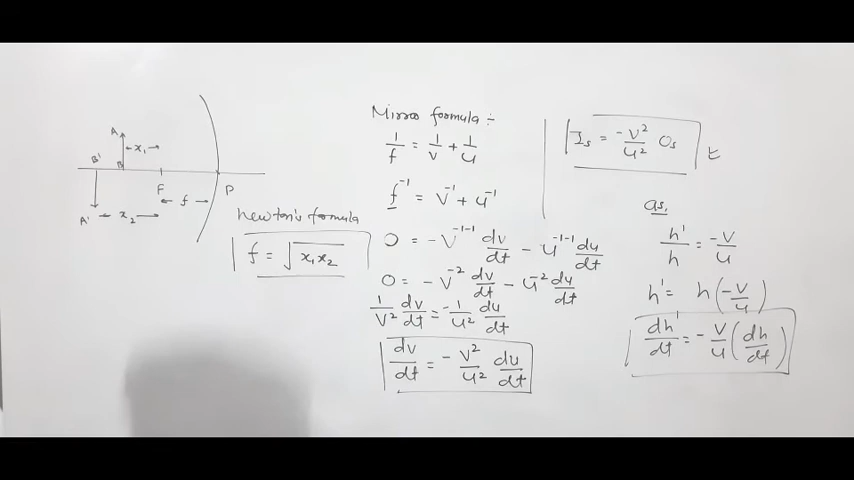 A
x₁
B'
B
F
P
f
A'
x₂
Newton's formula
f = √x₁x₂
Mirror formula :-
1/f = 1/v + 1/u
f⁻¹ = v⁻¹ + u⁻¹
0 = -v⁻¹⁻¹ dv/dt - u⁻¹⁻¹ du/dt
0 = -v⁻² dv/dt - u⁻² du/dt
1/v² dv/dt = -1/u² du/dt
dv/dt = -v²/u² du/dt
Is = -v²/u² Os
t
as,
h'/h = -v/u
h' = h(-v/u)
dh'/dt = -v/u (dh/dt)